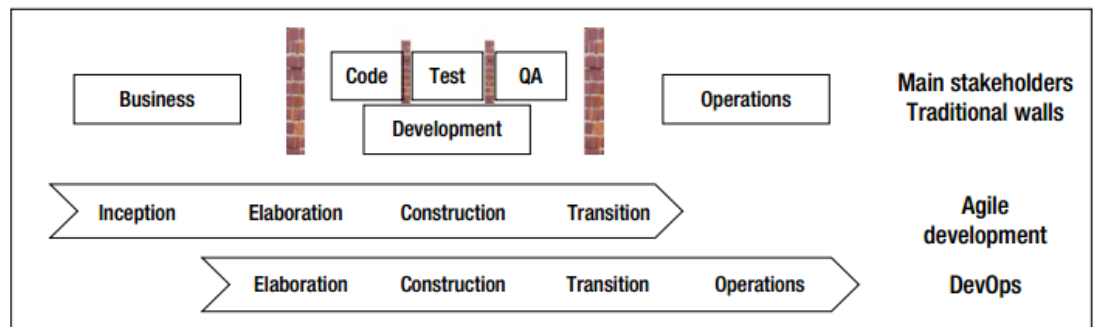 Business
Code
Test
QA
Development
Operations
Main stakeholders
Traditional walls
Inception Elaboration Construction Transition
Agile
development
Elaboration Construction Transition Operations
DevOps